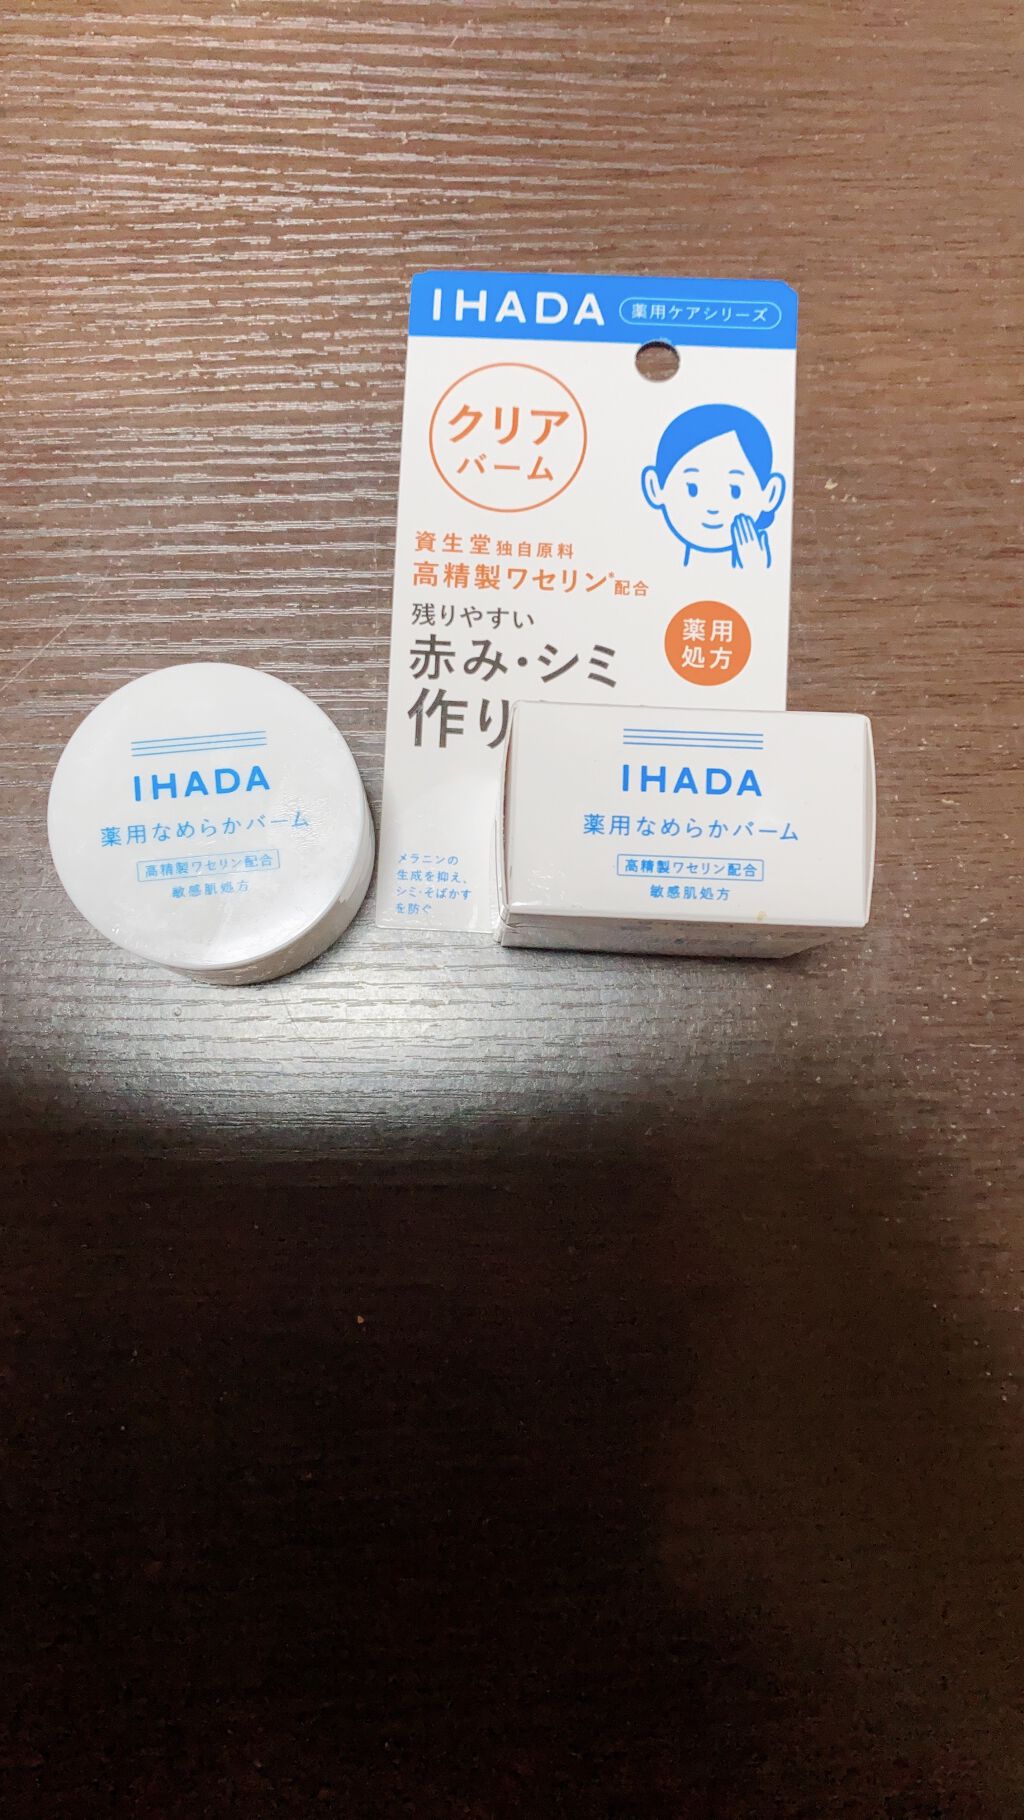 IHADA 薬用ケアシリーズ
クリア
バーム
資生堂独自原料
高精製ワセリン*配合
残りやすい
赤み・シミ
作り
薬用
処方
メラニンの
生成を抑え、
シミ・そばかす
を防ぐ
IHADA
薬用なめらかバーム
高精製ワセリン配合
敏感肌処方
IHADA
薬用なめらかバーム
高精製ワセリン配合
敏感肌処方